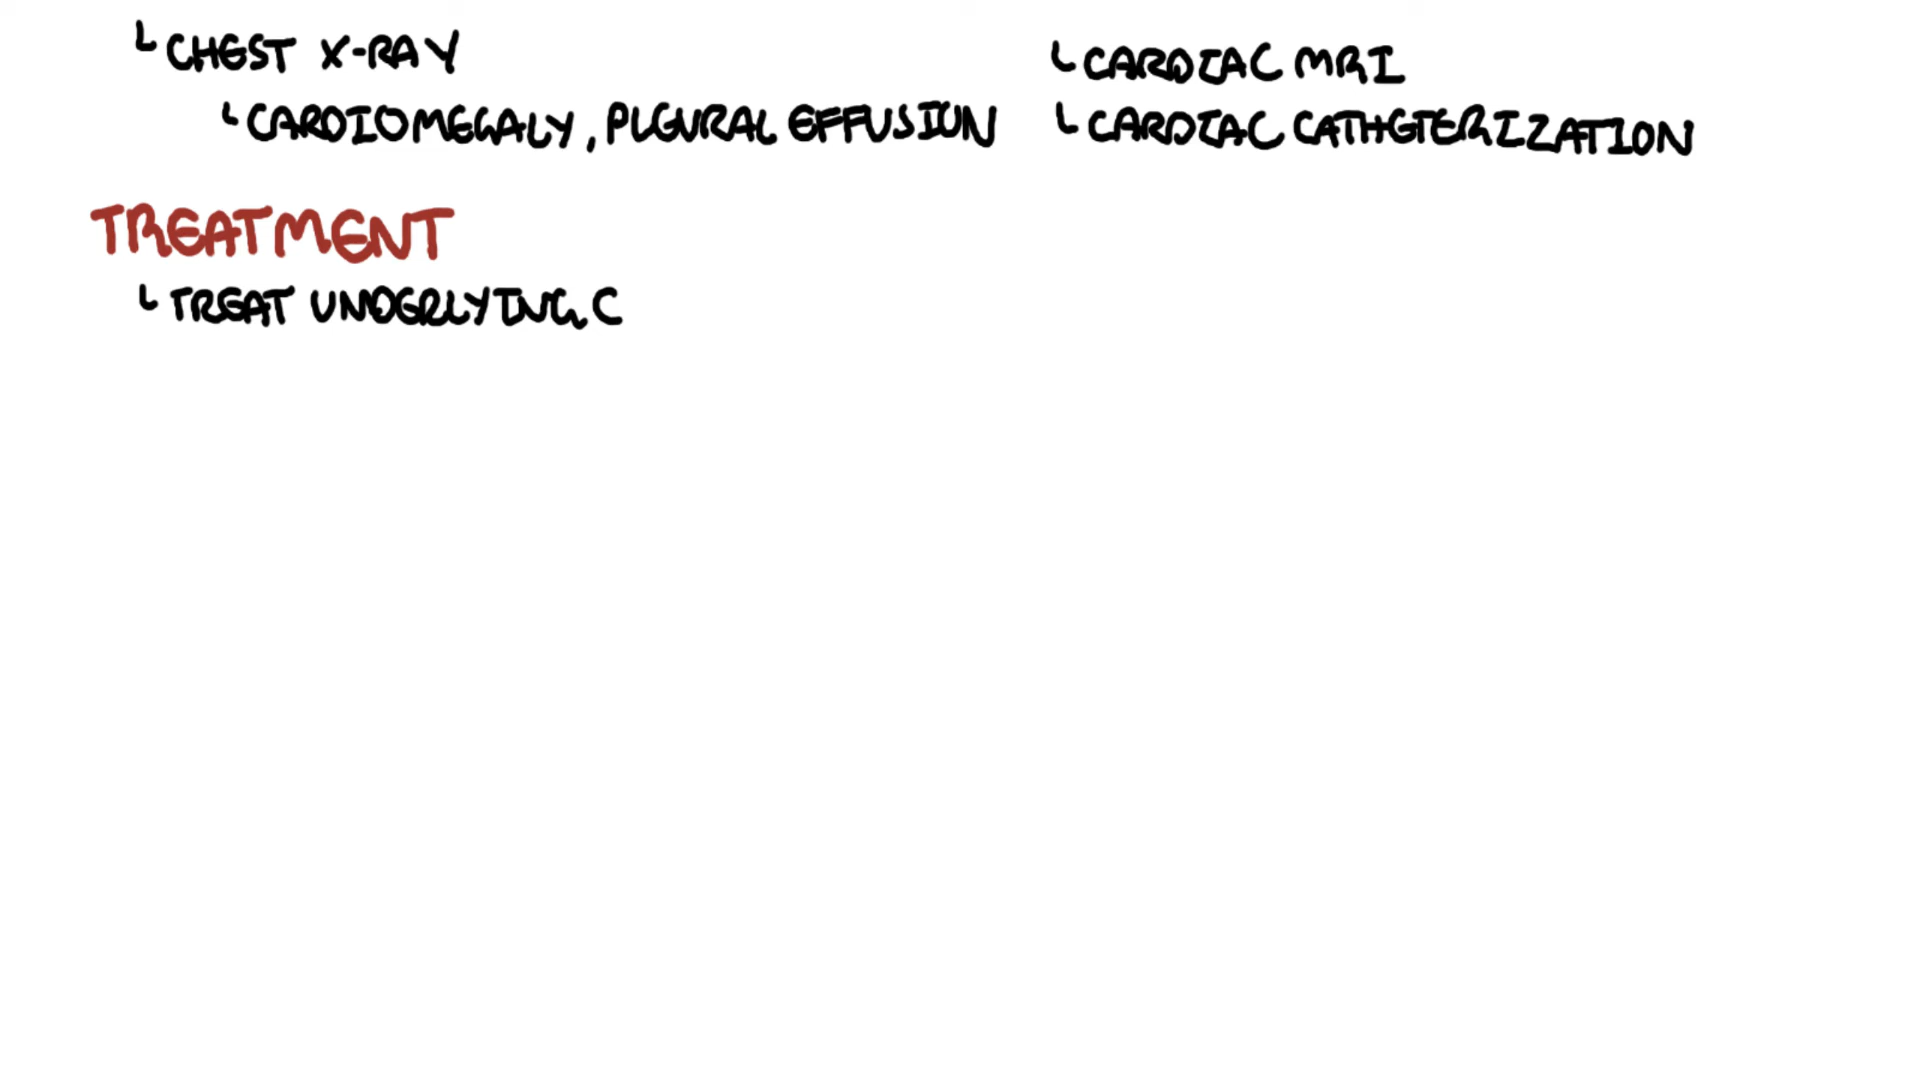 CHEST X-RAY
CARDIOMEGALY, PLEURAL EFFUSION
CARDIAC MRI
CARDIAC CATHETERIZATION
TREATMENT
TREAT UNDERLYING C